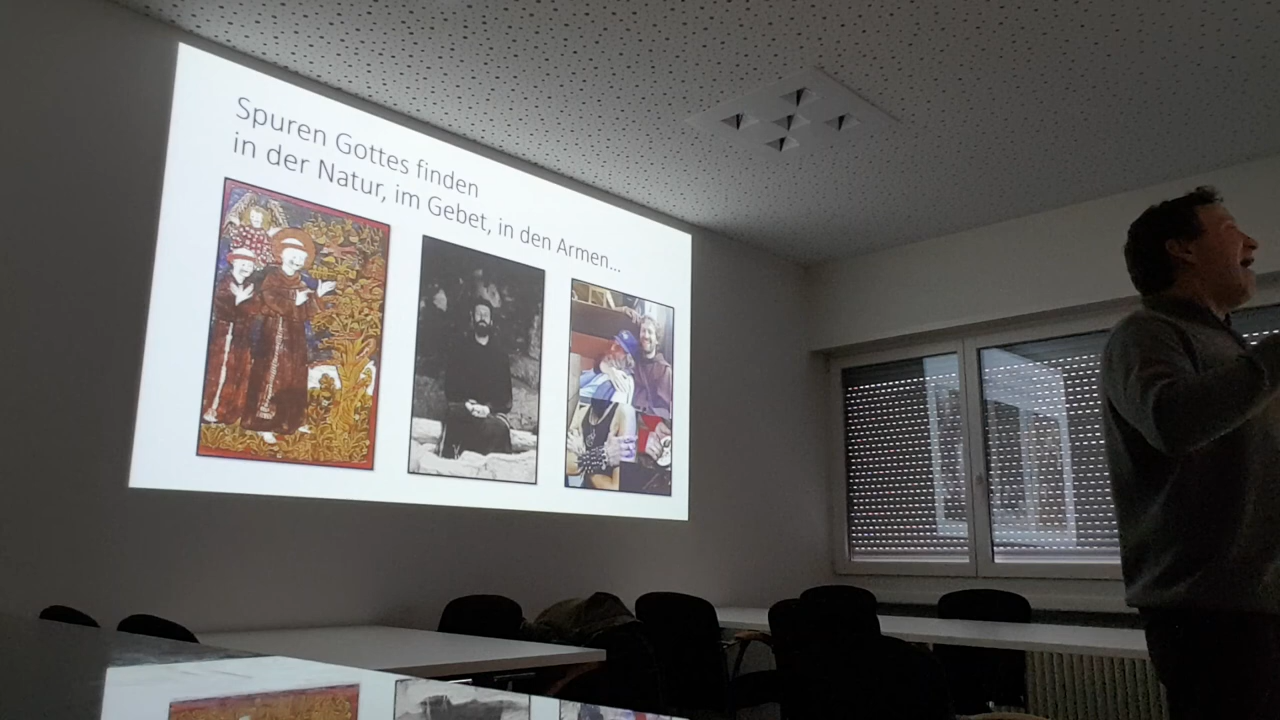 Spuren Gottes finden
in der Natur, im Gebet, in den Armen...